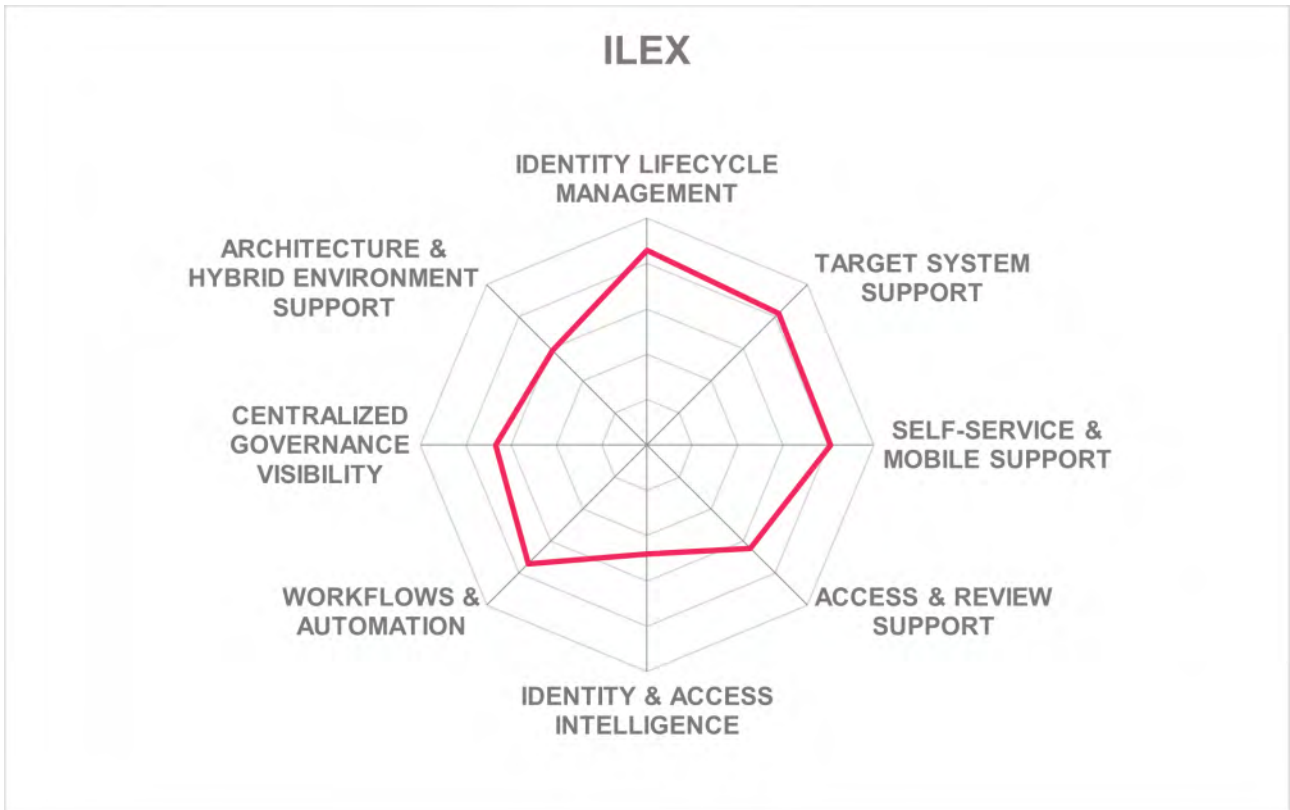 ILEX
IDENTITY LIFECYCLE
MANAGEMENT
TARGET SYSTEM
SUPPORT
SELF-SERVICE &
MOBILE SUPPORT
ACCESS & REVIEW
SUPPORT
IDENTITY & ACCESS
INTELLIGENCE
WORKFLOWS &
AUTOMATION
CENTRALIZED
GOVERNANCE
VISIBILITY
ARCHITECTURE &
HYBRID ENVIRONMENT
SUPPORT